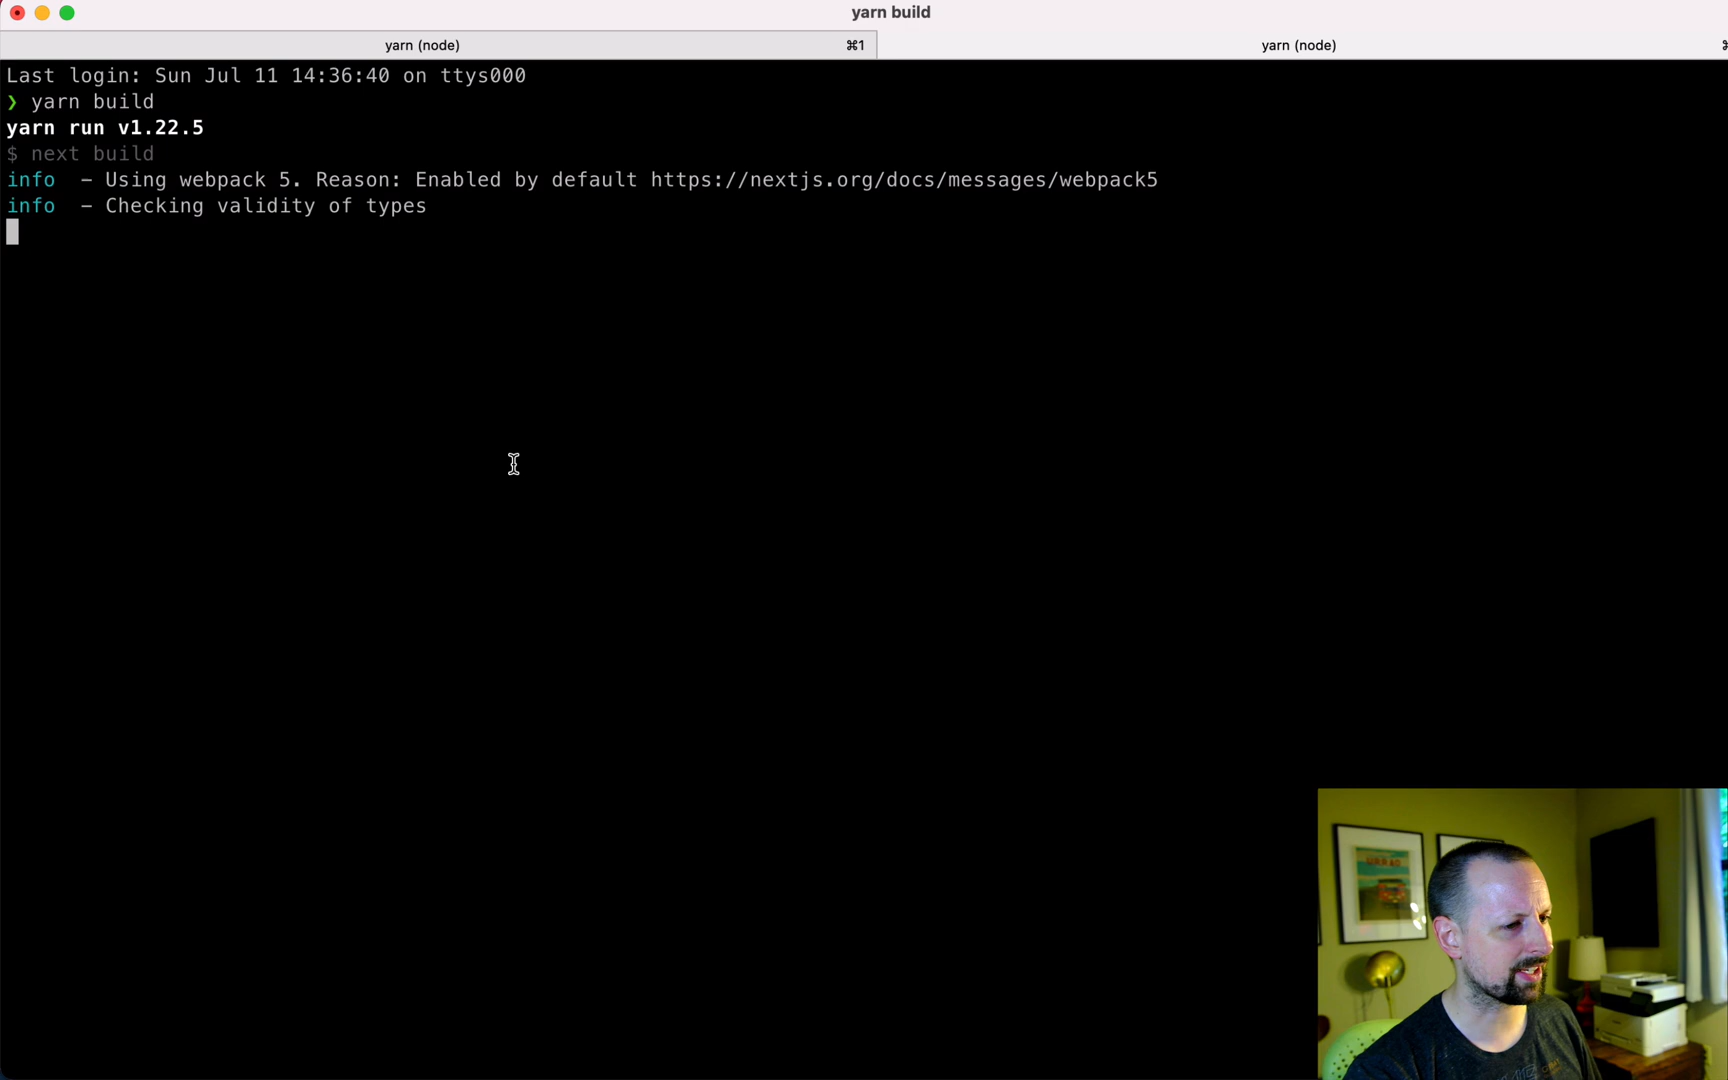 yarn build
yarn (node)
⌘1
yarn (node)
Last login: Sun Jul 11 14:36:40 on ttys000
❯ yarn build
yarn run v1.22.5
$ next build
info  - Using webpack 5. Reason: Enabled by default https://nextjs.org/docs/messages/webpack5
info  - Checking validity of types